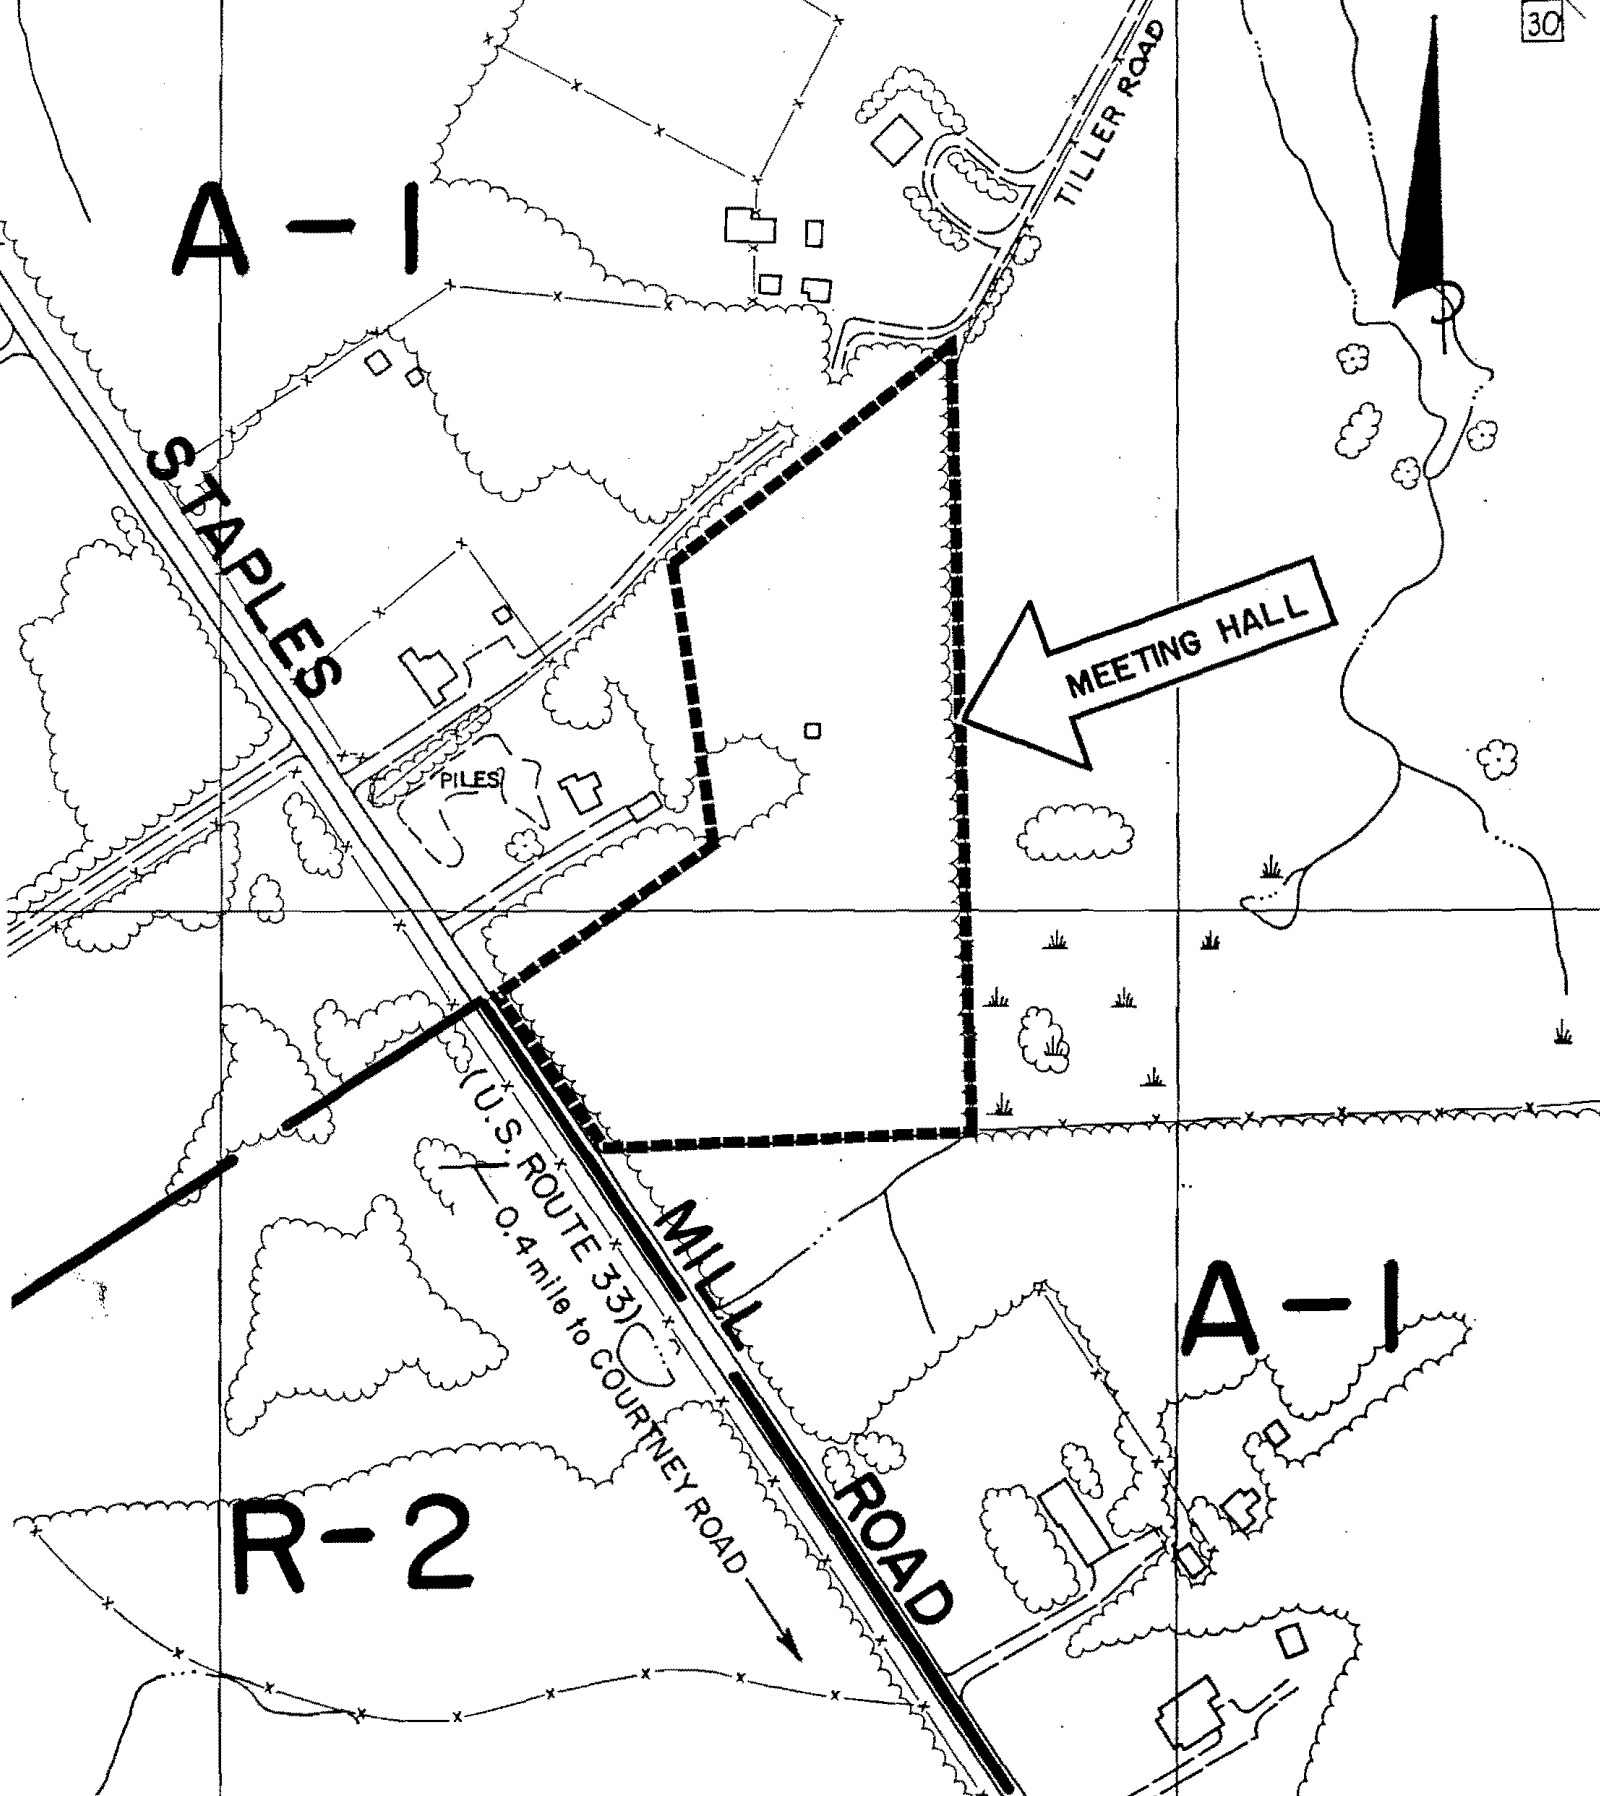 30
TILLER ROAD
A-1
STAPLES
MEETING HALL
PILES
(U.S. ROUTE 33)
0.4 mile to COURTNEY ROAD
MILL
A-1
R-2
ROAD